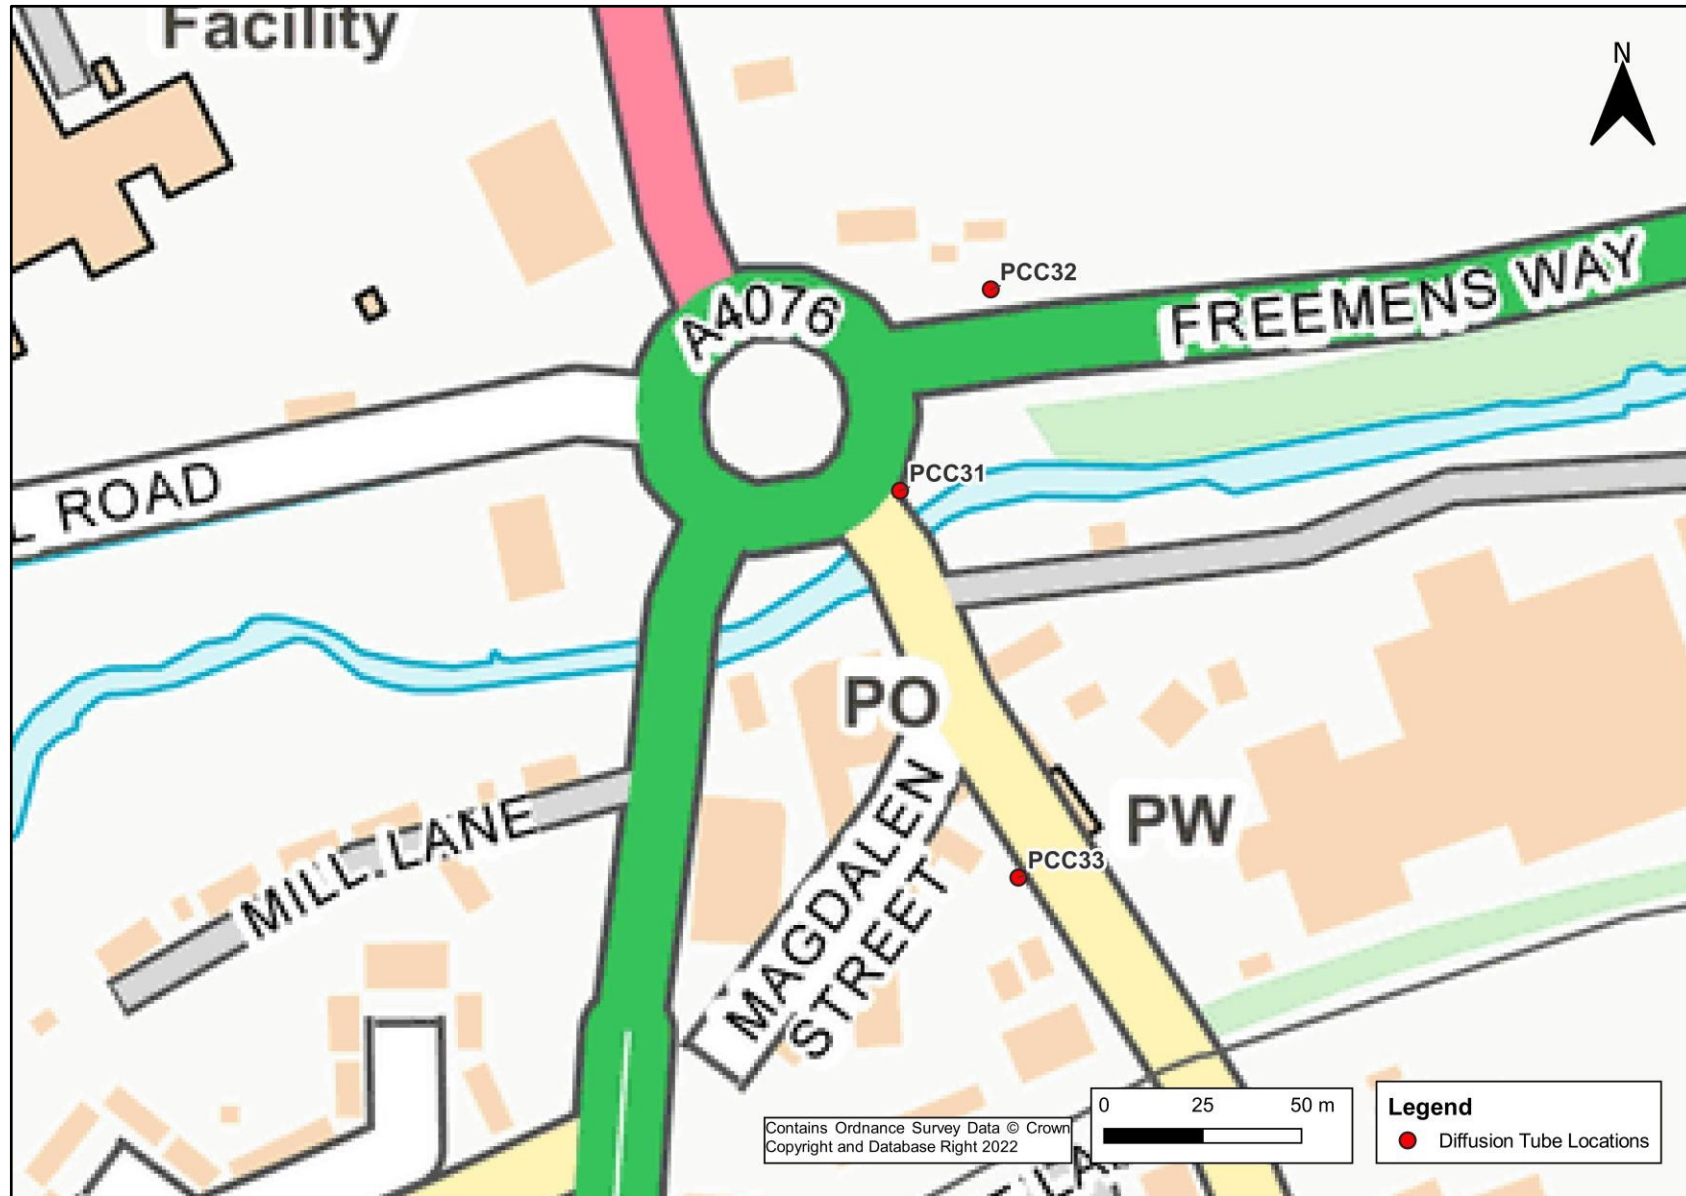 Facility
N
A4076
PCC32
FREEMENS WAY
PCC31
ROAD
PO
MILL LANE
MAGDALEN
STREET
PW
PCC33
0 25 50 m
Contains Ordnance Survey Data © Crown
Copyright and Database Right 2022
Legend
Diffusion Tube Locations